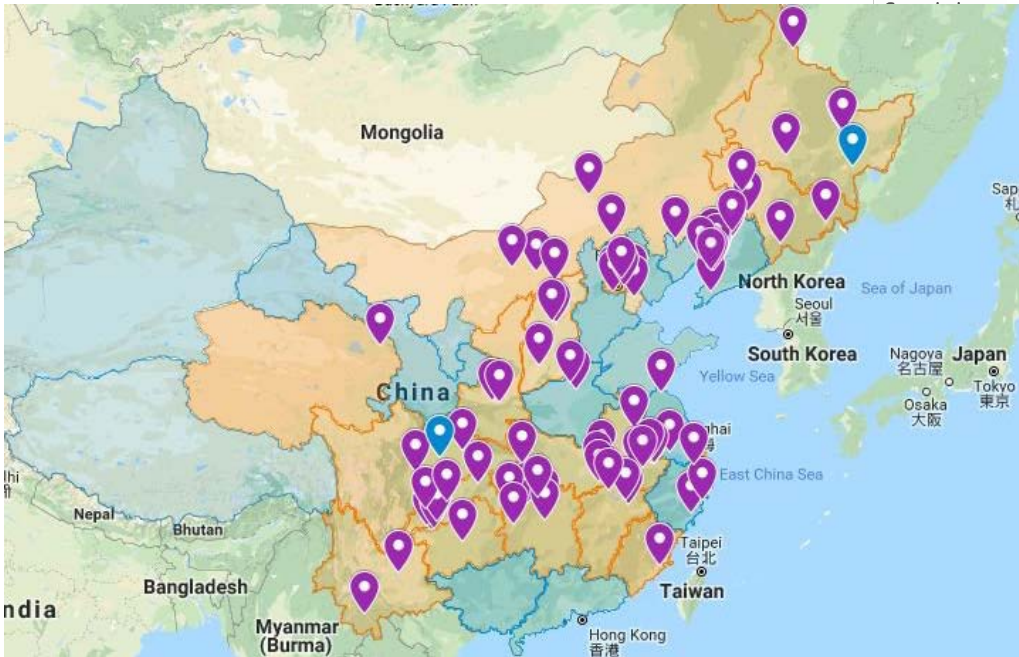 Mongolia
North Korea
Sea of Japan
Seoul
서울
South Korea
Nagoya
名古屋
Japan
Tokyo
東京
Osaka
大阪
Yellow Sea
China
East China Sea
Nepal
Bhutan
Taipei
台北
Bangladesh
Taiwan
Myanmar
(Burma)
Hong Kong
香港